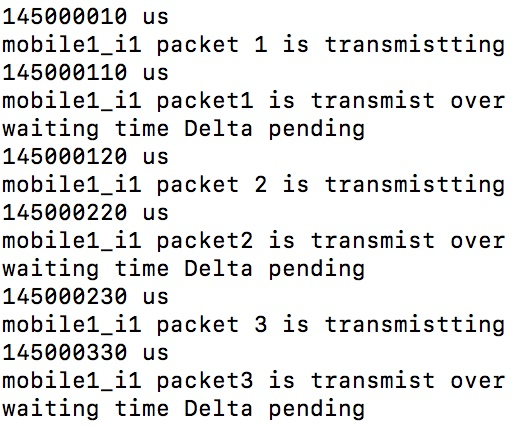 145000010 us
mobile1_i1 packet 1 is transmistting
145000110 us
mobile1_i1 packet1 is transmist over
waiting time Delta pending
145000120 us
mobile1_i1 packet 2 is transmistting
145000220 us
mobile1_i1 packet2 is transmist over
waiting time Delta pending
145000230 us
mobile1_i1 packet 3 is transmistting
145000330 us
mobile1_i1 packet3 is transmist over
waiting time Delta pending